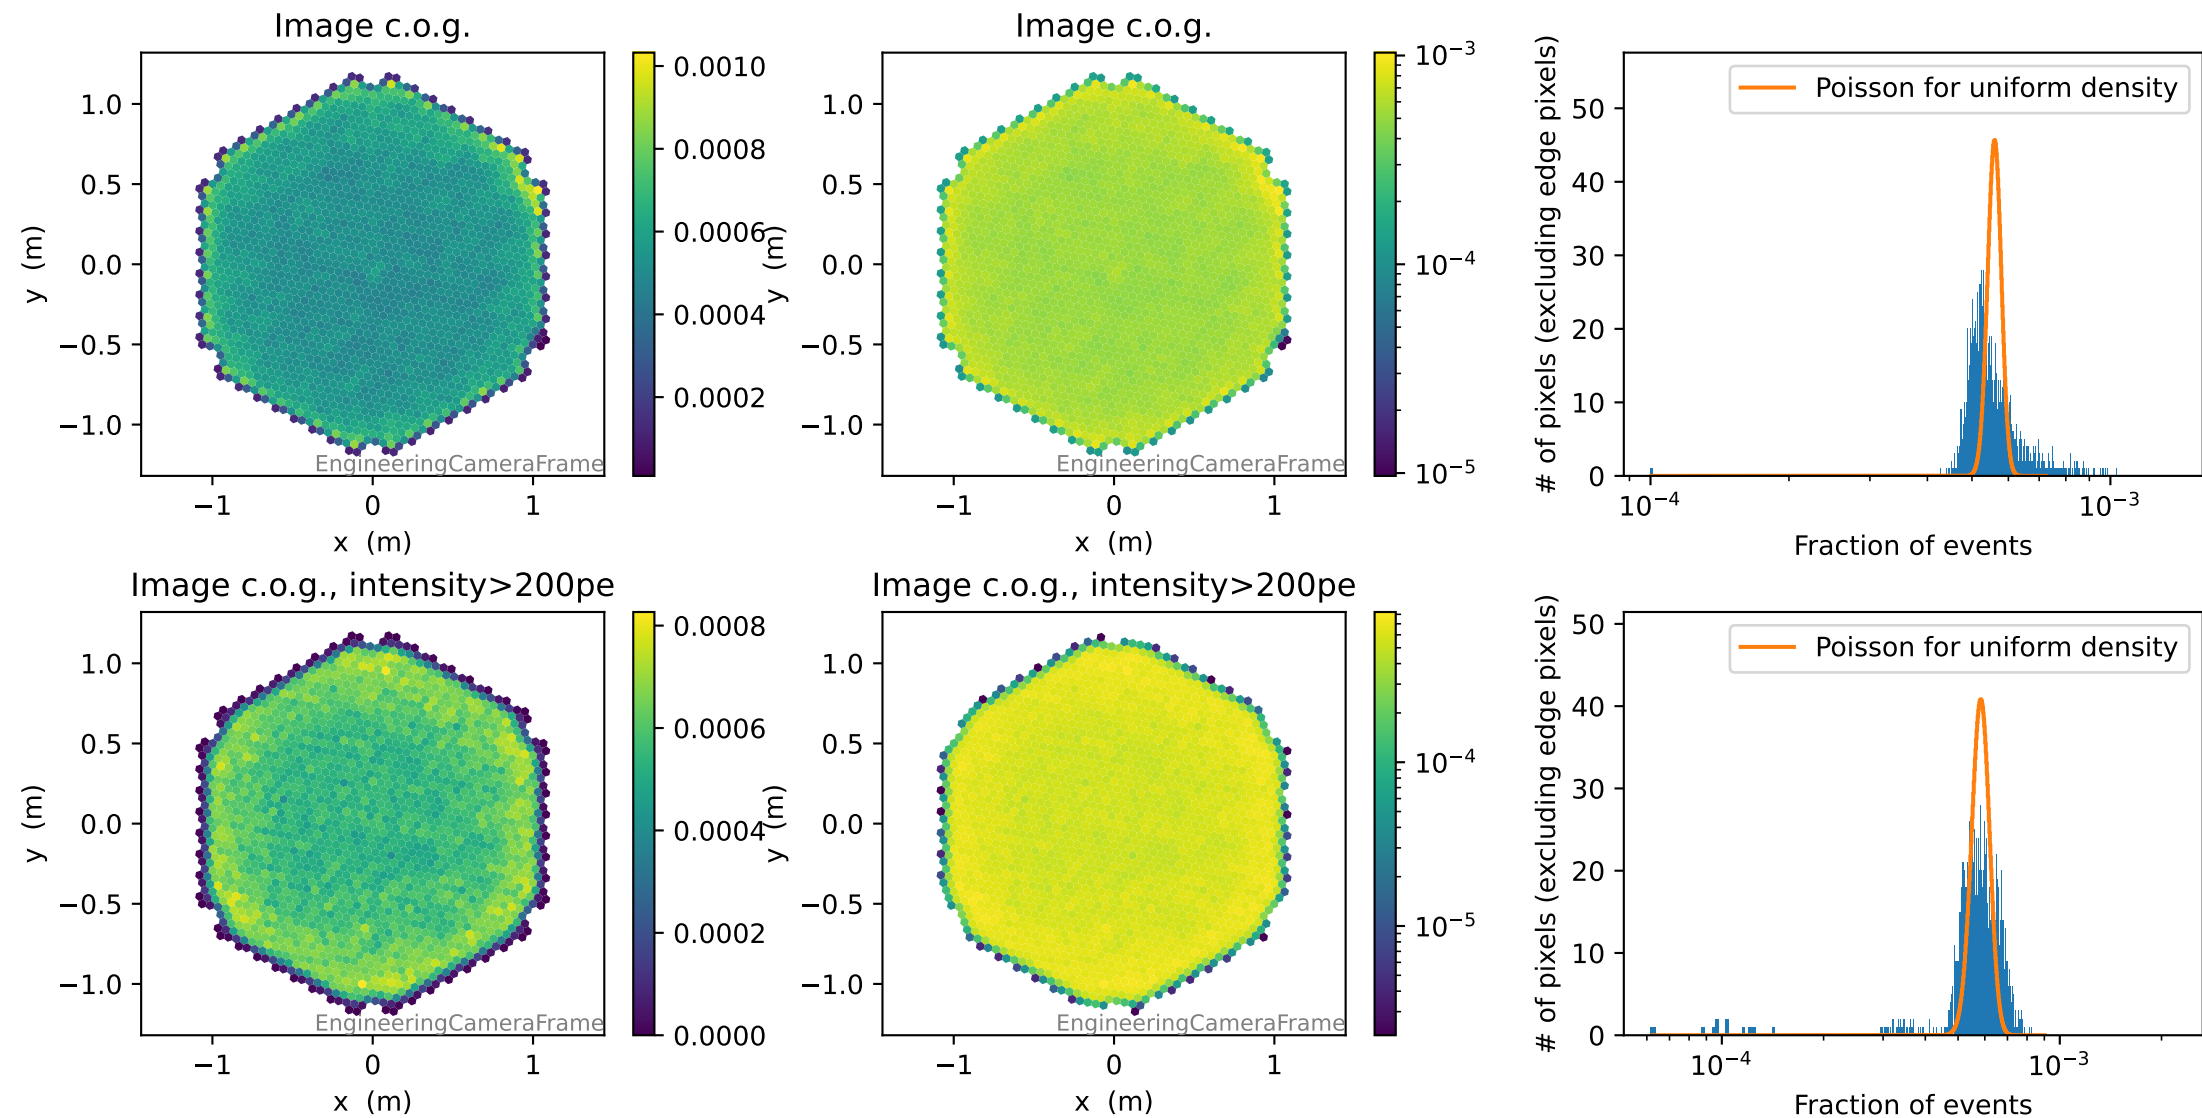 Image c.o.g.
1.0
0.5
0.0
−0.5
−1.0
y (m)
−1 0 1
x (m)
EngineeringCameraFrame
0.0010
0.0008
0.0006
0.0004
0.0002
Image c.o.g.
1.0
0.5
0.0
−0.5
−1.0
y (m)
−1 0 1
x (m)
EngineeringCameraFrame
10⁻³
10⁻⁴
10⁻⁵
Poisson for uniform density
50
40
30
20
10
0
# of pixels (excluding edge pixels)
10⁻⁴ 10⁻³
Fraction of events
Image c.o.g., intensity>200pe
1.0
0.5
0.0
−0.5
−1.0
y (m)
−1 0 1
x (m)
EngineeringCameraFrame
0.0008
0.0006
0.0004
0.0002
0.0000
Image c.o.g., intensity>200pe
1.0
0.5
0.0
−0.5
−1.0
y (m)
−1 0 1
x (m)
EngineeringCameraFrame
10⁻⁴
10⁻⁵
Poisson for uniform density
50
40
30
20
10
0
# of pixels (excluding edge pixels)
10⁻⁴ 10⁻³
Fraction of events